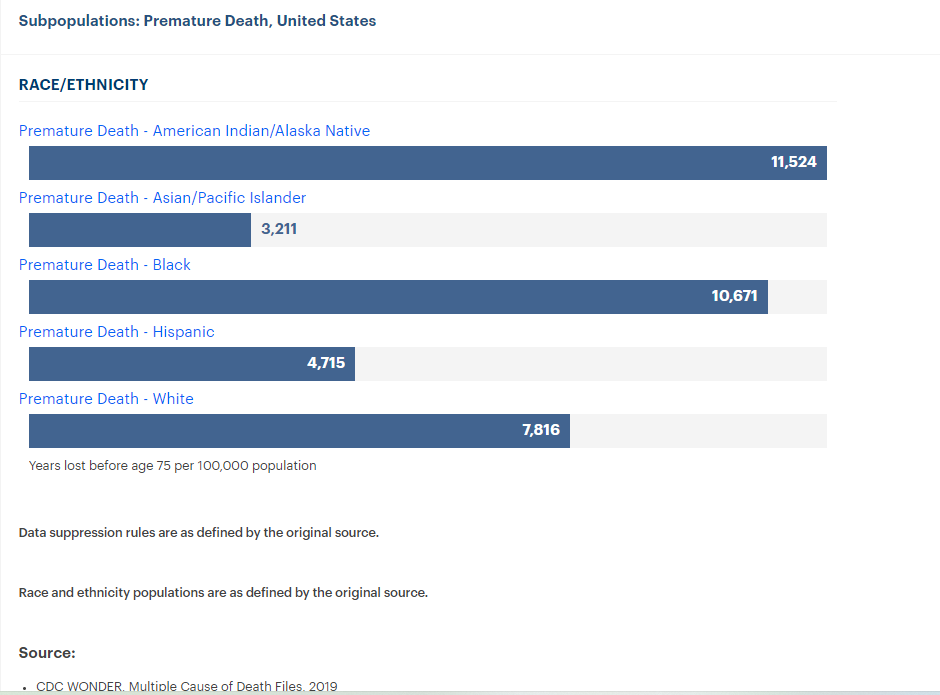 Subpopulations: Premature Death, United States
RACE/ETHNICITY
Premature Death - American Indian/Alaska Native
11,524
Premature Death - Asian/Pacific Islander
3,211
Premature Death - Black
10,671
Premature Death - Hispanic
4,715
Premature Death - White
7,816
Years lost before age 75 per 100,000 population
Data suppression rules are as defined by the original source.
Race and ethnicity populations are as defined by the original source.
Source:
• CDC WONDER, Multiple Cause of Death Files, 2019